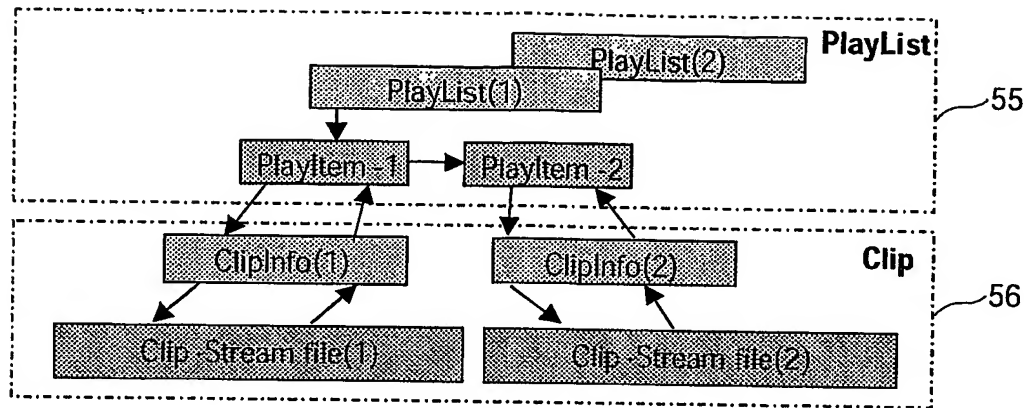 PlayList
PlayList(2)
PlayList(1)
55
PlayItem -1
PlayItem -2
ClipInfo(1)
ClipInfo(2)
Clip
56
Clip -Stream file(1)
Clip -Stream file(2)